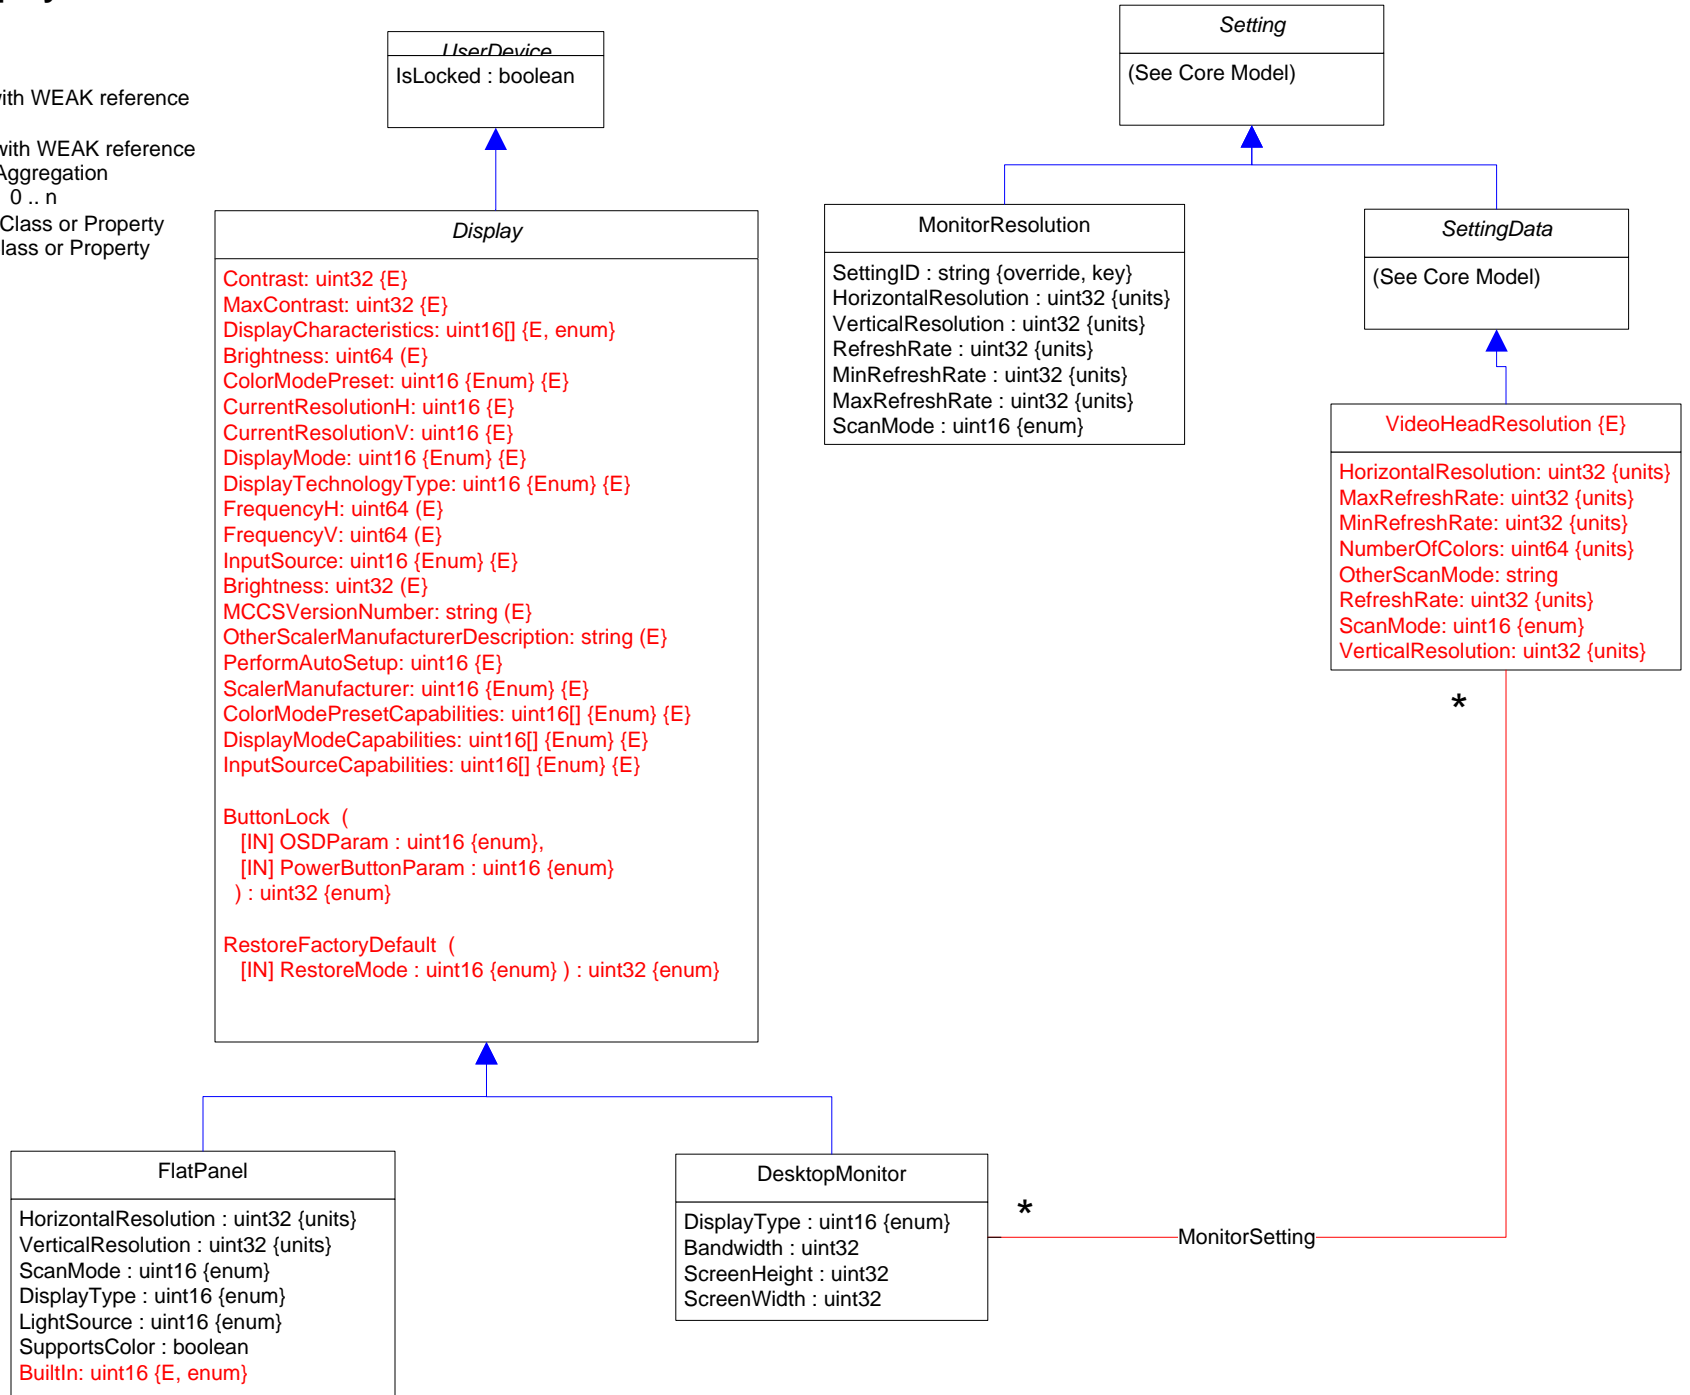 with WEAK reference
with WEAK reference
Aggregation
0 .. n
Class or Property
Class or Property
UserDevice
IsLocked : boolean
Setting
(See Core Model)
Display
Contrast: uint32 {E}
MaxContrast: uint32 {E}
DisplayCharacteristics: uint16[] {E, enum}
Brightness: uint64 (E}
ColorModePreset: uint16 {Enum} {E}
CurrentResolutionH: uint16 {E}
CurrentResolutionV: uint16 {E}
DisplayMode: uint16 {Enum} {E}
DisplayTechnologyType: uint16 {Enum} {E}
FrequencyH: uint64 (E}
FrequencyV: uint64 (E}
InputSource: uint16 {Enum} {E}
Brightness: uint32 (E}
MCCSVersionNumber: string (E}
OtherScalerManufacturerDescription: string (E}
PerformAutoSetup: uint16 {E}
ScalerManufacturer: uint16 {Enum} {E}
ColorModePresetCapabilities: uint16[] {Enum} {E}
DisplayModeCapabilities: uint16[] {Enum} {E}
InputSourceCapabilities: uint16[] {Enum} {E}
ButtonLock (
[IN] OSDParam : uint16 {enum},
[IN] PowerButtonParam : uint16 {enum}
) : uint32 {enum}
RestoreFactoryDefault (
[IN] RestoreMode : uint16 {enum} ) : uint32 {enum}
MonitorResolution
SettingID : string {override, key}
HorizontalResolution : uint32 {units}
VerticalResolution : uint32 {units}
RefreshRate : uint32 {units}
MinRefreshRate : uint32 {units}
MaxRefreshRate : uint32 {units}
ScanMode : uint16 {enum}
SettingData
(See Core Model)
VideoHeadResolution {E}
HorizontalResolution: uint32 {units}
MaxRefreshRate: uint32 {units}
MinRefreshRate: uint32 {units}
NumberOfColors: uint64 {units}
OtherScanMode: string
RefreshRate: uint32 {units}
ScanMode: uint16 {enum}
VerticalResolution: uint32 {units}
*
FlatPanel
HorizontalResolution : uint32 {units}
VerticalResolution : uint32 {units}
ScanMode : uint16 {enum}
DisplayType : uint16 {enum}
LightSource : uint16 {enum}
SupportsColor : boolean
BuiltIn: uint16 {E, enum}
DesktopMonitor
DisplayType : uint16 {enum}
Bandwidth : uint32
ScreenHeight : uint32
ScreenWidth : uint32
*
MonitorSetting